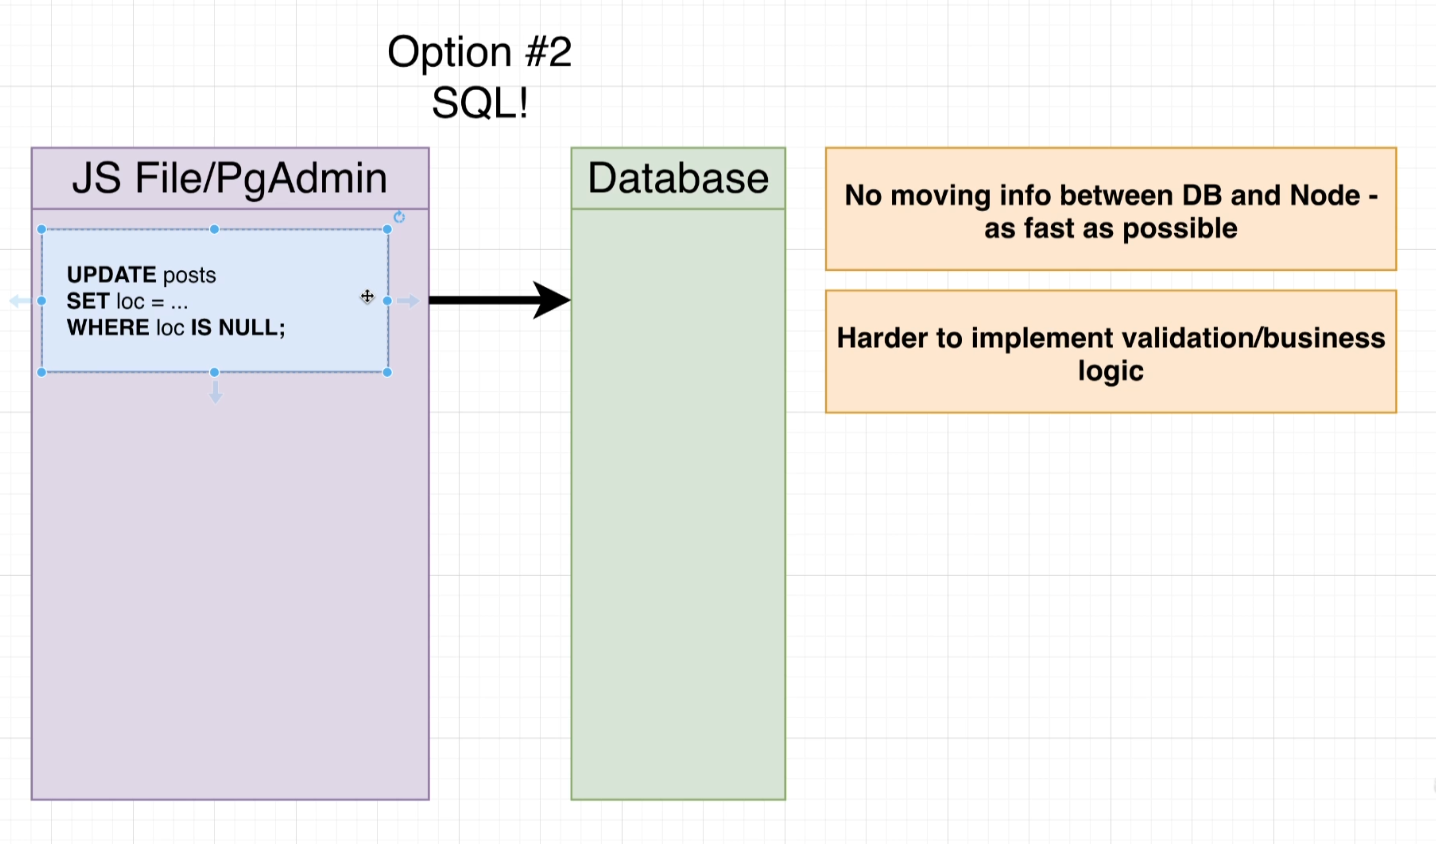 Option #2
SQL!
JS File/PgAdmin
UPDATE posts
SET loc = ...
WHERE loc IS NULL;
Database
No moving info between DB and Node -
as fast as possible
Harder to implement validation/business
logic